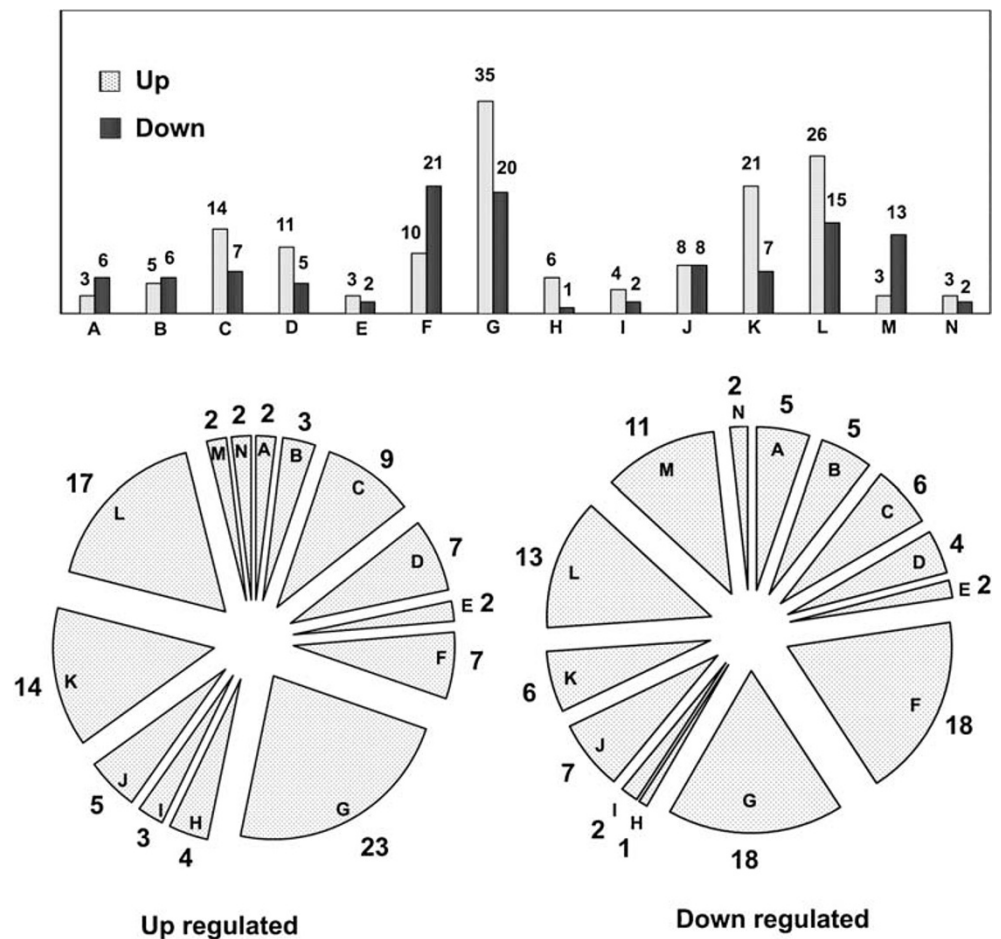 35
Up
Down
26
21
21
20
14
15
13
11
10
8 8
7
7
6
6
6
5
5
3
3
2
1
4
2
3
3
2
A B C D E F G H I J K L M N
2 2 2 3
M N A B
9
C
17
L
7
D
E 2
F 7
14
K
J
5
I
3
H
4
G
23
Up regulated
2
N
5
A
5
B
11
M
6
C
4
D
E 2
13
L
F
18
6
K
J
7
I
2
H
1
G
18
Down regulated